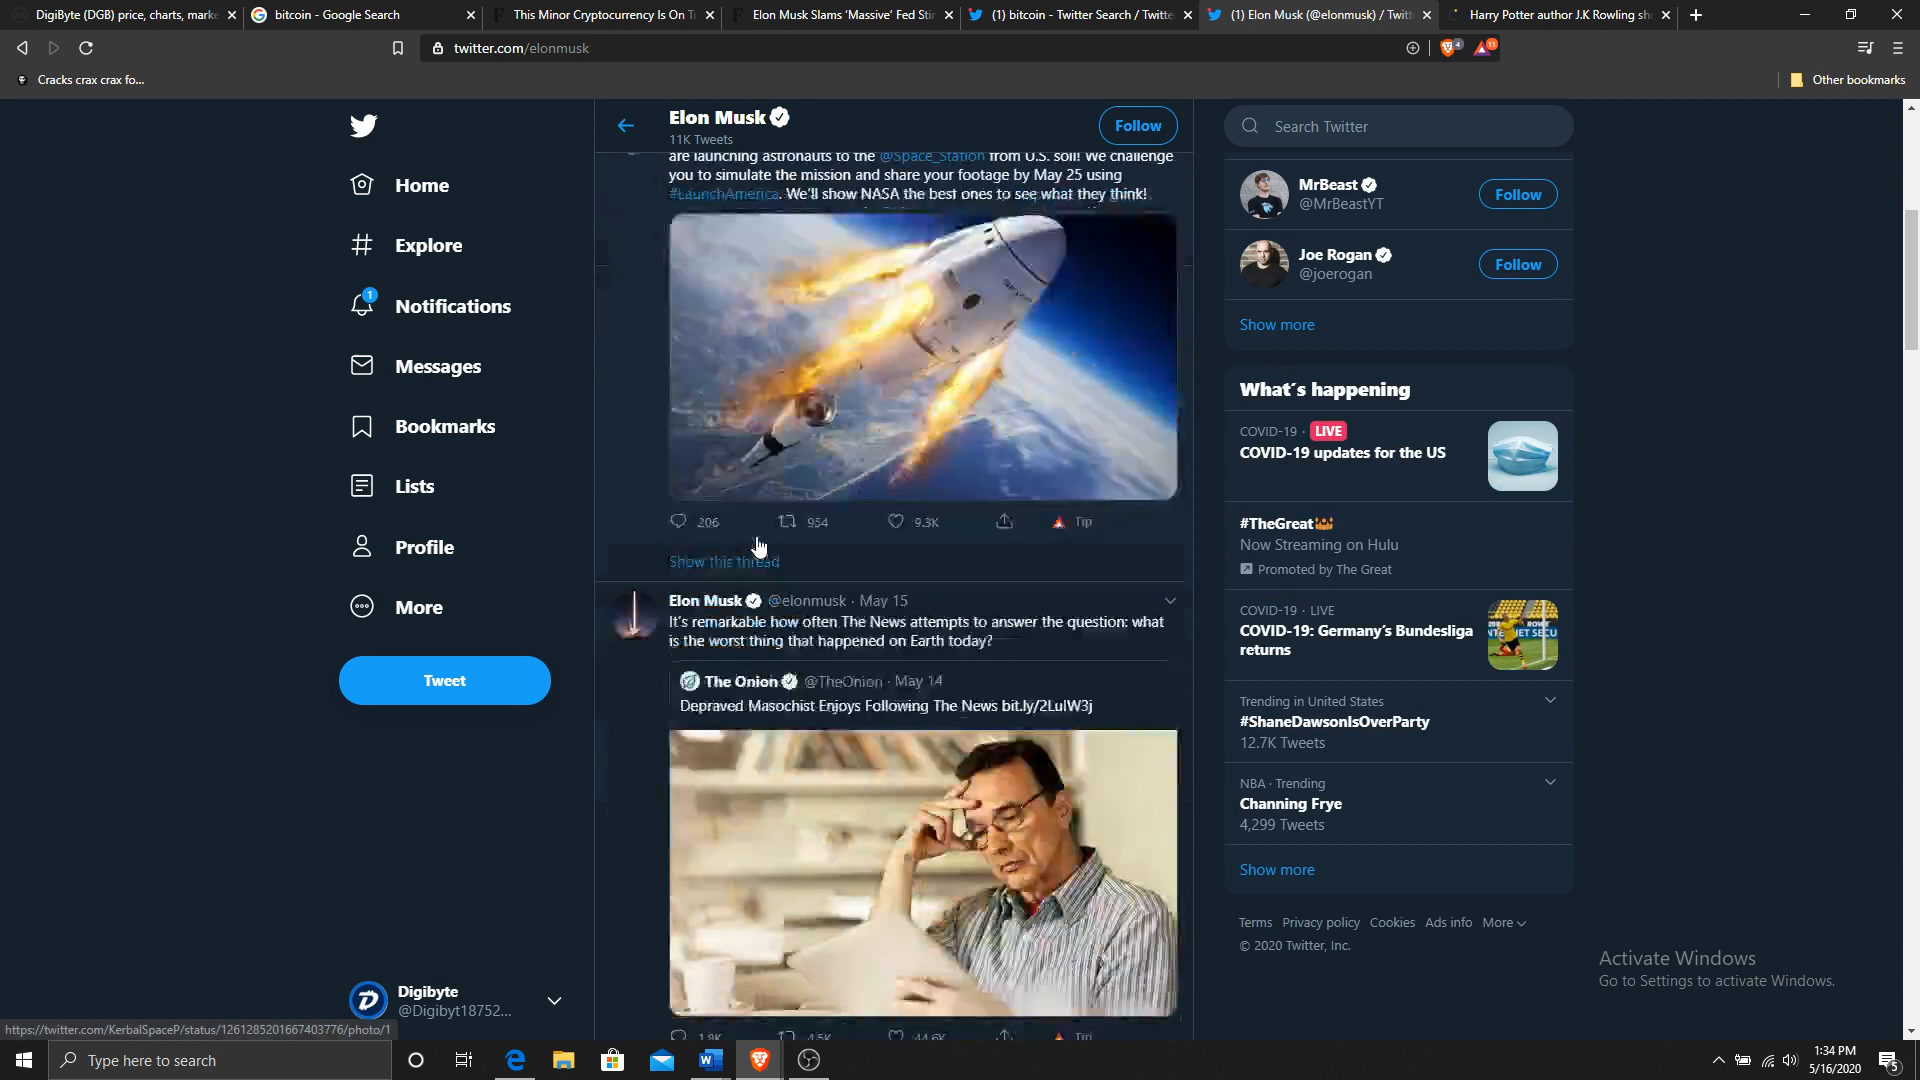 DigiByte (DGB) price, charts, marke
bitcoin - Google Search
This Minor Cryptocurrency Is On T
Elon Musk Slams 'Massive' Fed Sti
(1) bitcoin - Twitter Search / Twitte
(1) Elon Musk (@elonmusk) / Twitt
Harry Potter author J.K Rowling sh
twitter.com/elonmusk
4
11
Cracks crax crax fo...
Other bookmarks
Home
Explore
1
Notifications
Messages
Bookmarks
Lists
Profile
More
Tweet
Digibyte
@Digibyt18752...
Elon Musk
11K Tweets
Follow
are launching astronauts to the @Space_Station from U.S. soil! We challenge
you to simulate the mission and share your footage by May 25 using
#LaunchAmerica. We'll show NASA the best ones to see what they think!
206
954
9.3K
Tip
Show this thread
Elon Musk @elonmusk · May 15
It's remarkable how often The News attempts to answer the question: what
is the worst thing that happened on Earth today?
The Onion @TheOnion · May 14
Depraved Masochist Enjoys Following The News bit.ly/2LulW3j
1.8K
4.5K
44.6K
Tip
Search Twitter
MrBeast
@MrBeastYT
Follow
Joe Rogan
@joerogan
Follow
Show more
What's happening
COVID-19 · LIVE
COVID-19 updates for the US
#TheGreat
Now Streaming on Hulu
Promoted by The Great
COVID-19 · LIVE
COVID-19: Germany's Bundesliga
returns
Trending in United States
#ShaneDawsonIsOverParty
12.7K Tweets
NBA · Trending
Channing Frye
4,299 Tweets
Show more
Terms Privacy policy Cookies Ads info More
© 2020 Twitter, Inc.
Activate Windows
Go to Settings to activate Windows.
https://twitter.com/KerbalSpaceP/status/1261285201667403776/photo/1
Type here to search
1:34 PM
5/16/2020
5